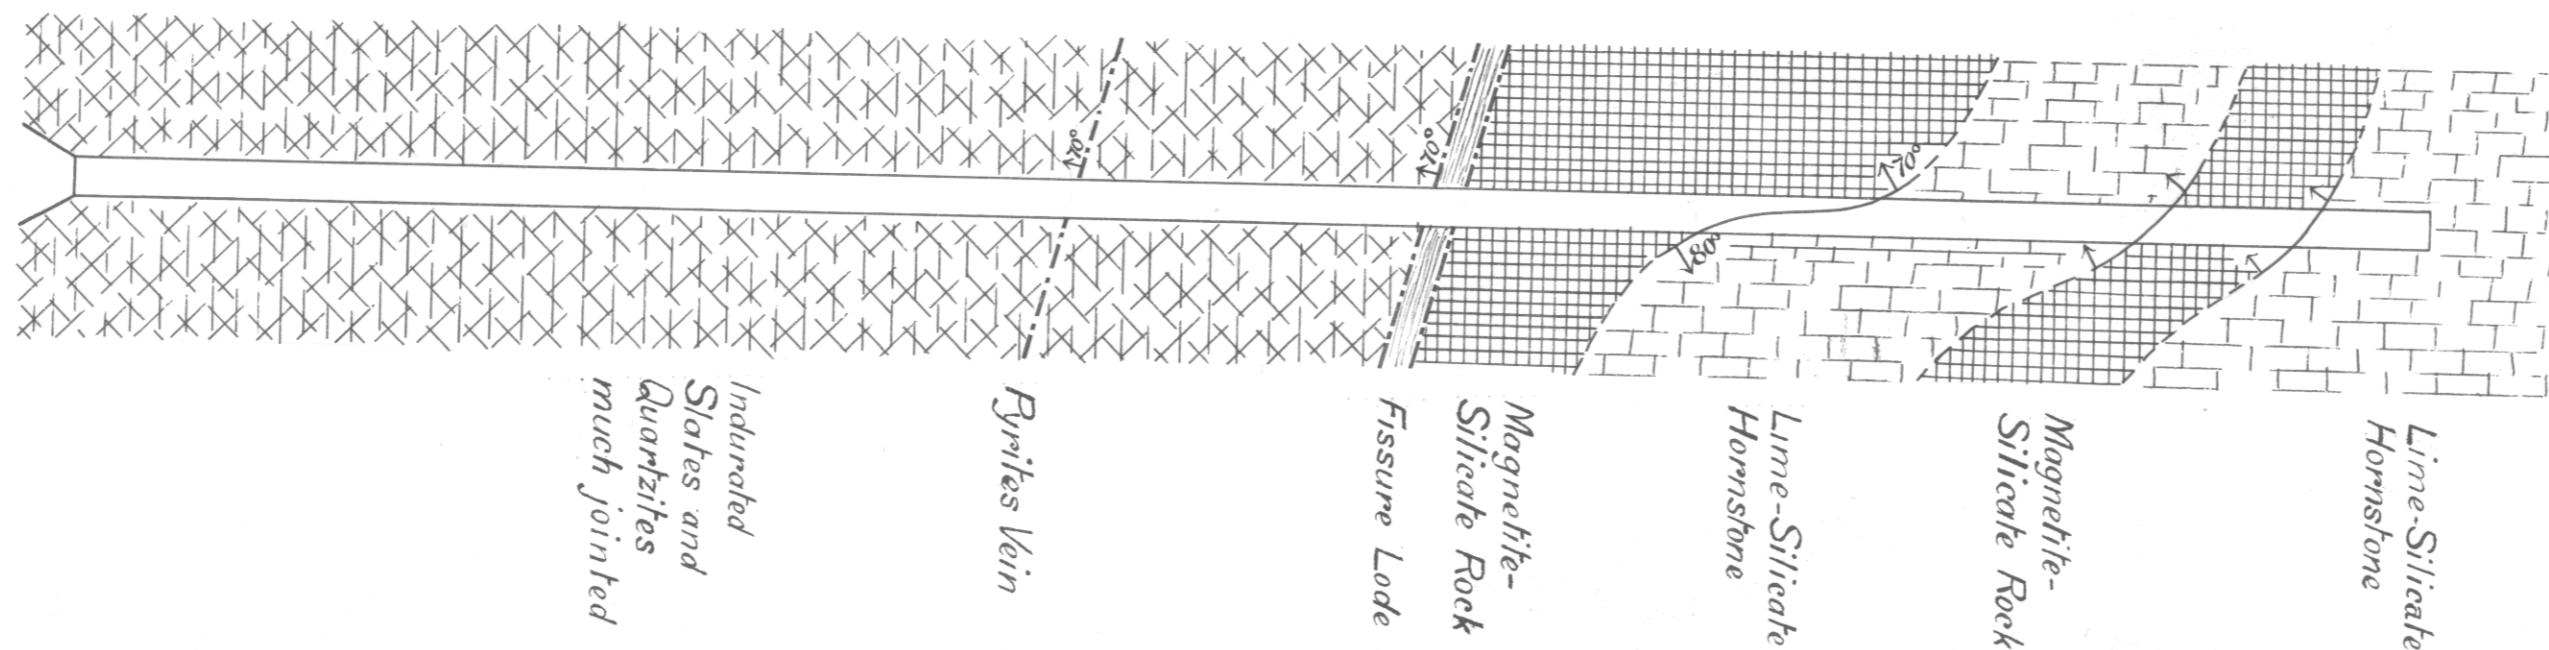 70°
70°
70°
80°
Indurated
Slates and
Quartzites
much jointed
Pyrites Vein
Fissure Lode
Magnetite-
Silicate Rock
Lime-Silicate
Hornstone
Magnetite-
Silicate Rock
Lime-Silicate
Hornstone